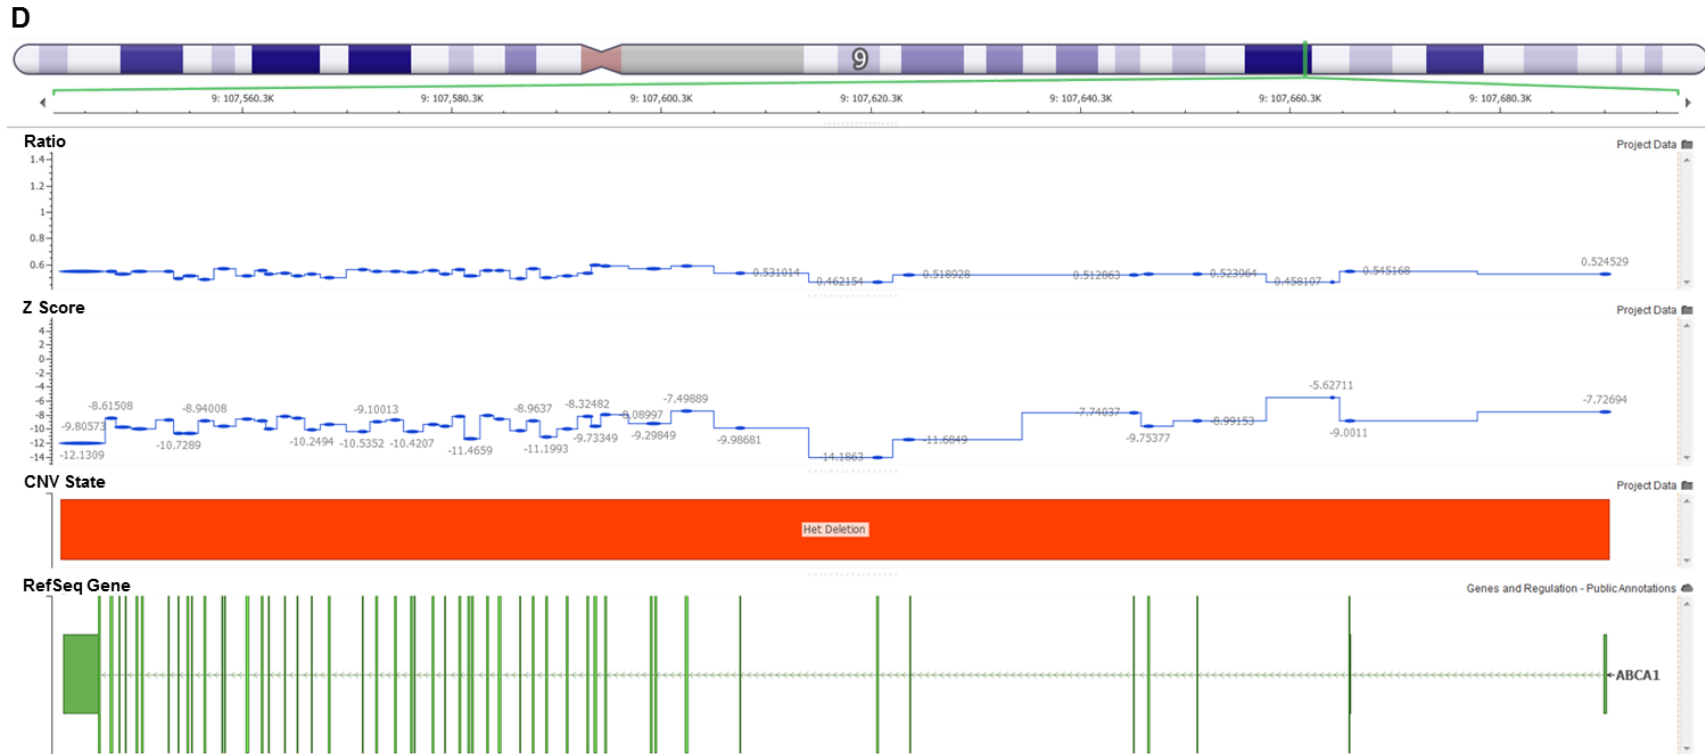 D
9
9: 107,560.3K 9: 107,580.3K 9: 107,600.3K 9: 107,620.3K 9: 107,640.3K 9: 107,660.3K 9: 107,680.3K
Ratio
Project Data
1.4
1.2
1
0.8
0.6
0.531014 0.462154 0.518928 0.512863 0.523964 0.458107 0.545168 0.524529
Z Score
Project Data
4
2
0
-2
-4
-6
-8
-10
-12
-14
-9.80573 -12.1309 -8.61508 -10.7289 -8.94008 -10.2494 -10.5352 -9.10013 -10.4207 -11.4659 -8.9637 -11.1993 -8.32482 -9.73349 -8.08997 -9.29849 -7.49889 -9.98681 -14.1863 -11.6849 -7.74037 -9.75377 -8.99153 -5.62711 -9.0011 -7.72694
CNV State
Project Data
Het Deletion
RefSeq Gene
Genes and Regulation - Public Annotations
ABCA1